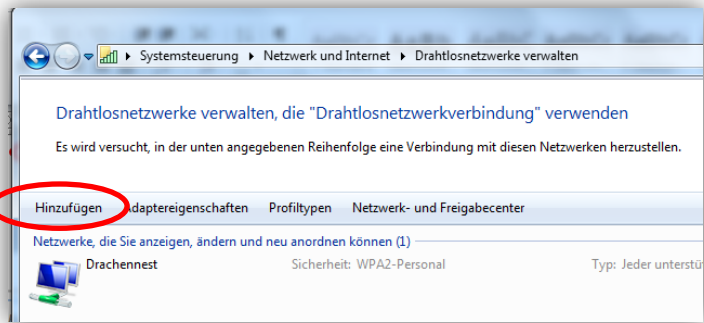 Systemsteuerung Netzwerk und Internet Drahtlosnetzwerke verwalten
Drahtlosnetzwerke verwalten, die "Drahtlosnetzwerkverbindung" verwenden
Es wird versucht, in der unten angegebenen Reihenfolge eine Verbindung mit diesen Netzwerken herzustellen.
Hinzufügen Adaptereigenschaften Profiltypen Netzwerk- und Freigabecenter
Netzwerke, die Sie anzeigen, ändern und neu anordnen können (1)
Drachennest Sicherheit: WPA2-Personal Typ: Jeder unterstü